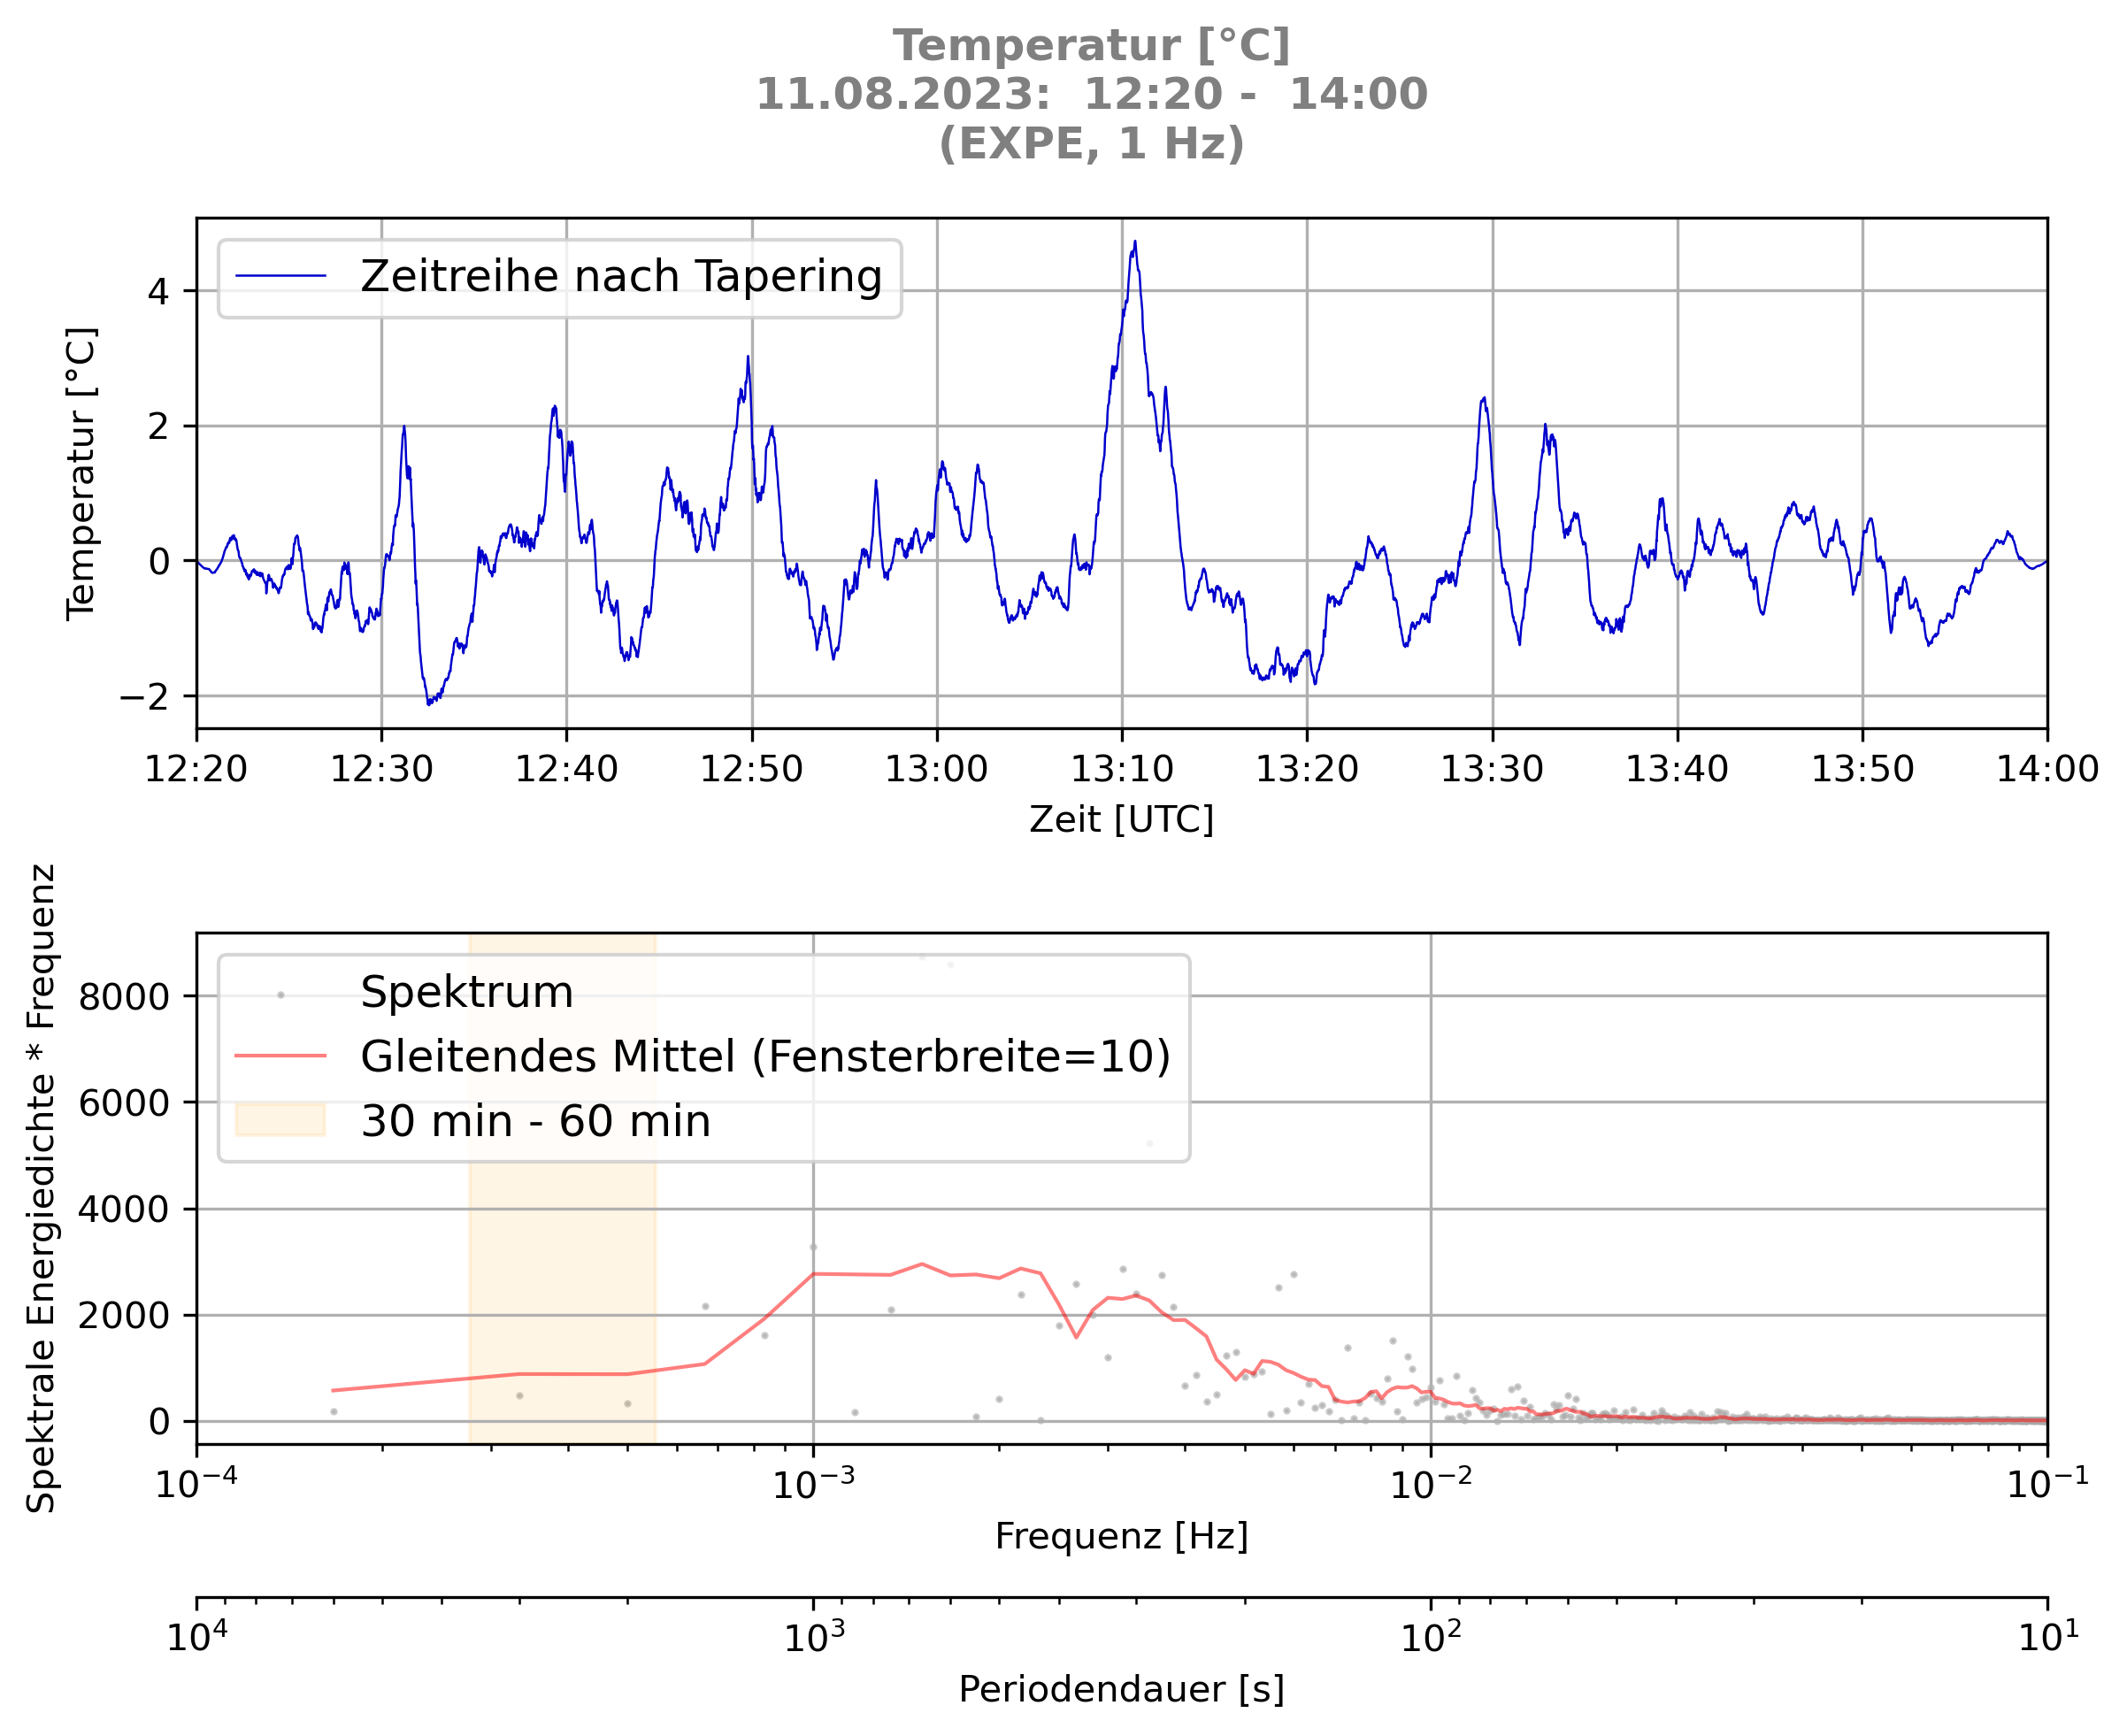 Temperatur [°C]
11.08.2023:  12:20 -  14:00
(EXPE, 1 Hz)
Zeitreihe nach Tapering
Temperatur [°C]
4
2
0
−2
12:20 12:30 12:40 12:50 13:00 13:10 13:20 13:30 13:40 13:50 14:00
Zeit [UTC]
Spektrale Energiedichte * Frequenz
Spektrum
Gleitendes Mittel (Fensterbreite=10)
30 min - 60 min
8000
6000
4000
2000
0
10⁻⁴ 10⁻³ 10⁻² 10⁻¹
Frequenz [Hz]
10⁴ 10³ 10² 10¹
Periodendauer [s]